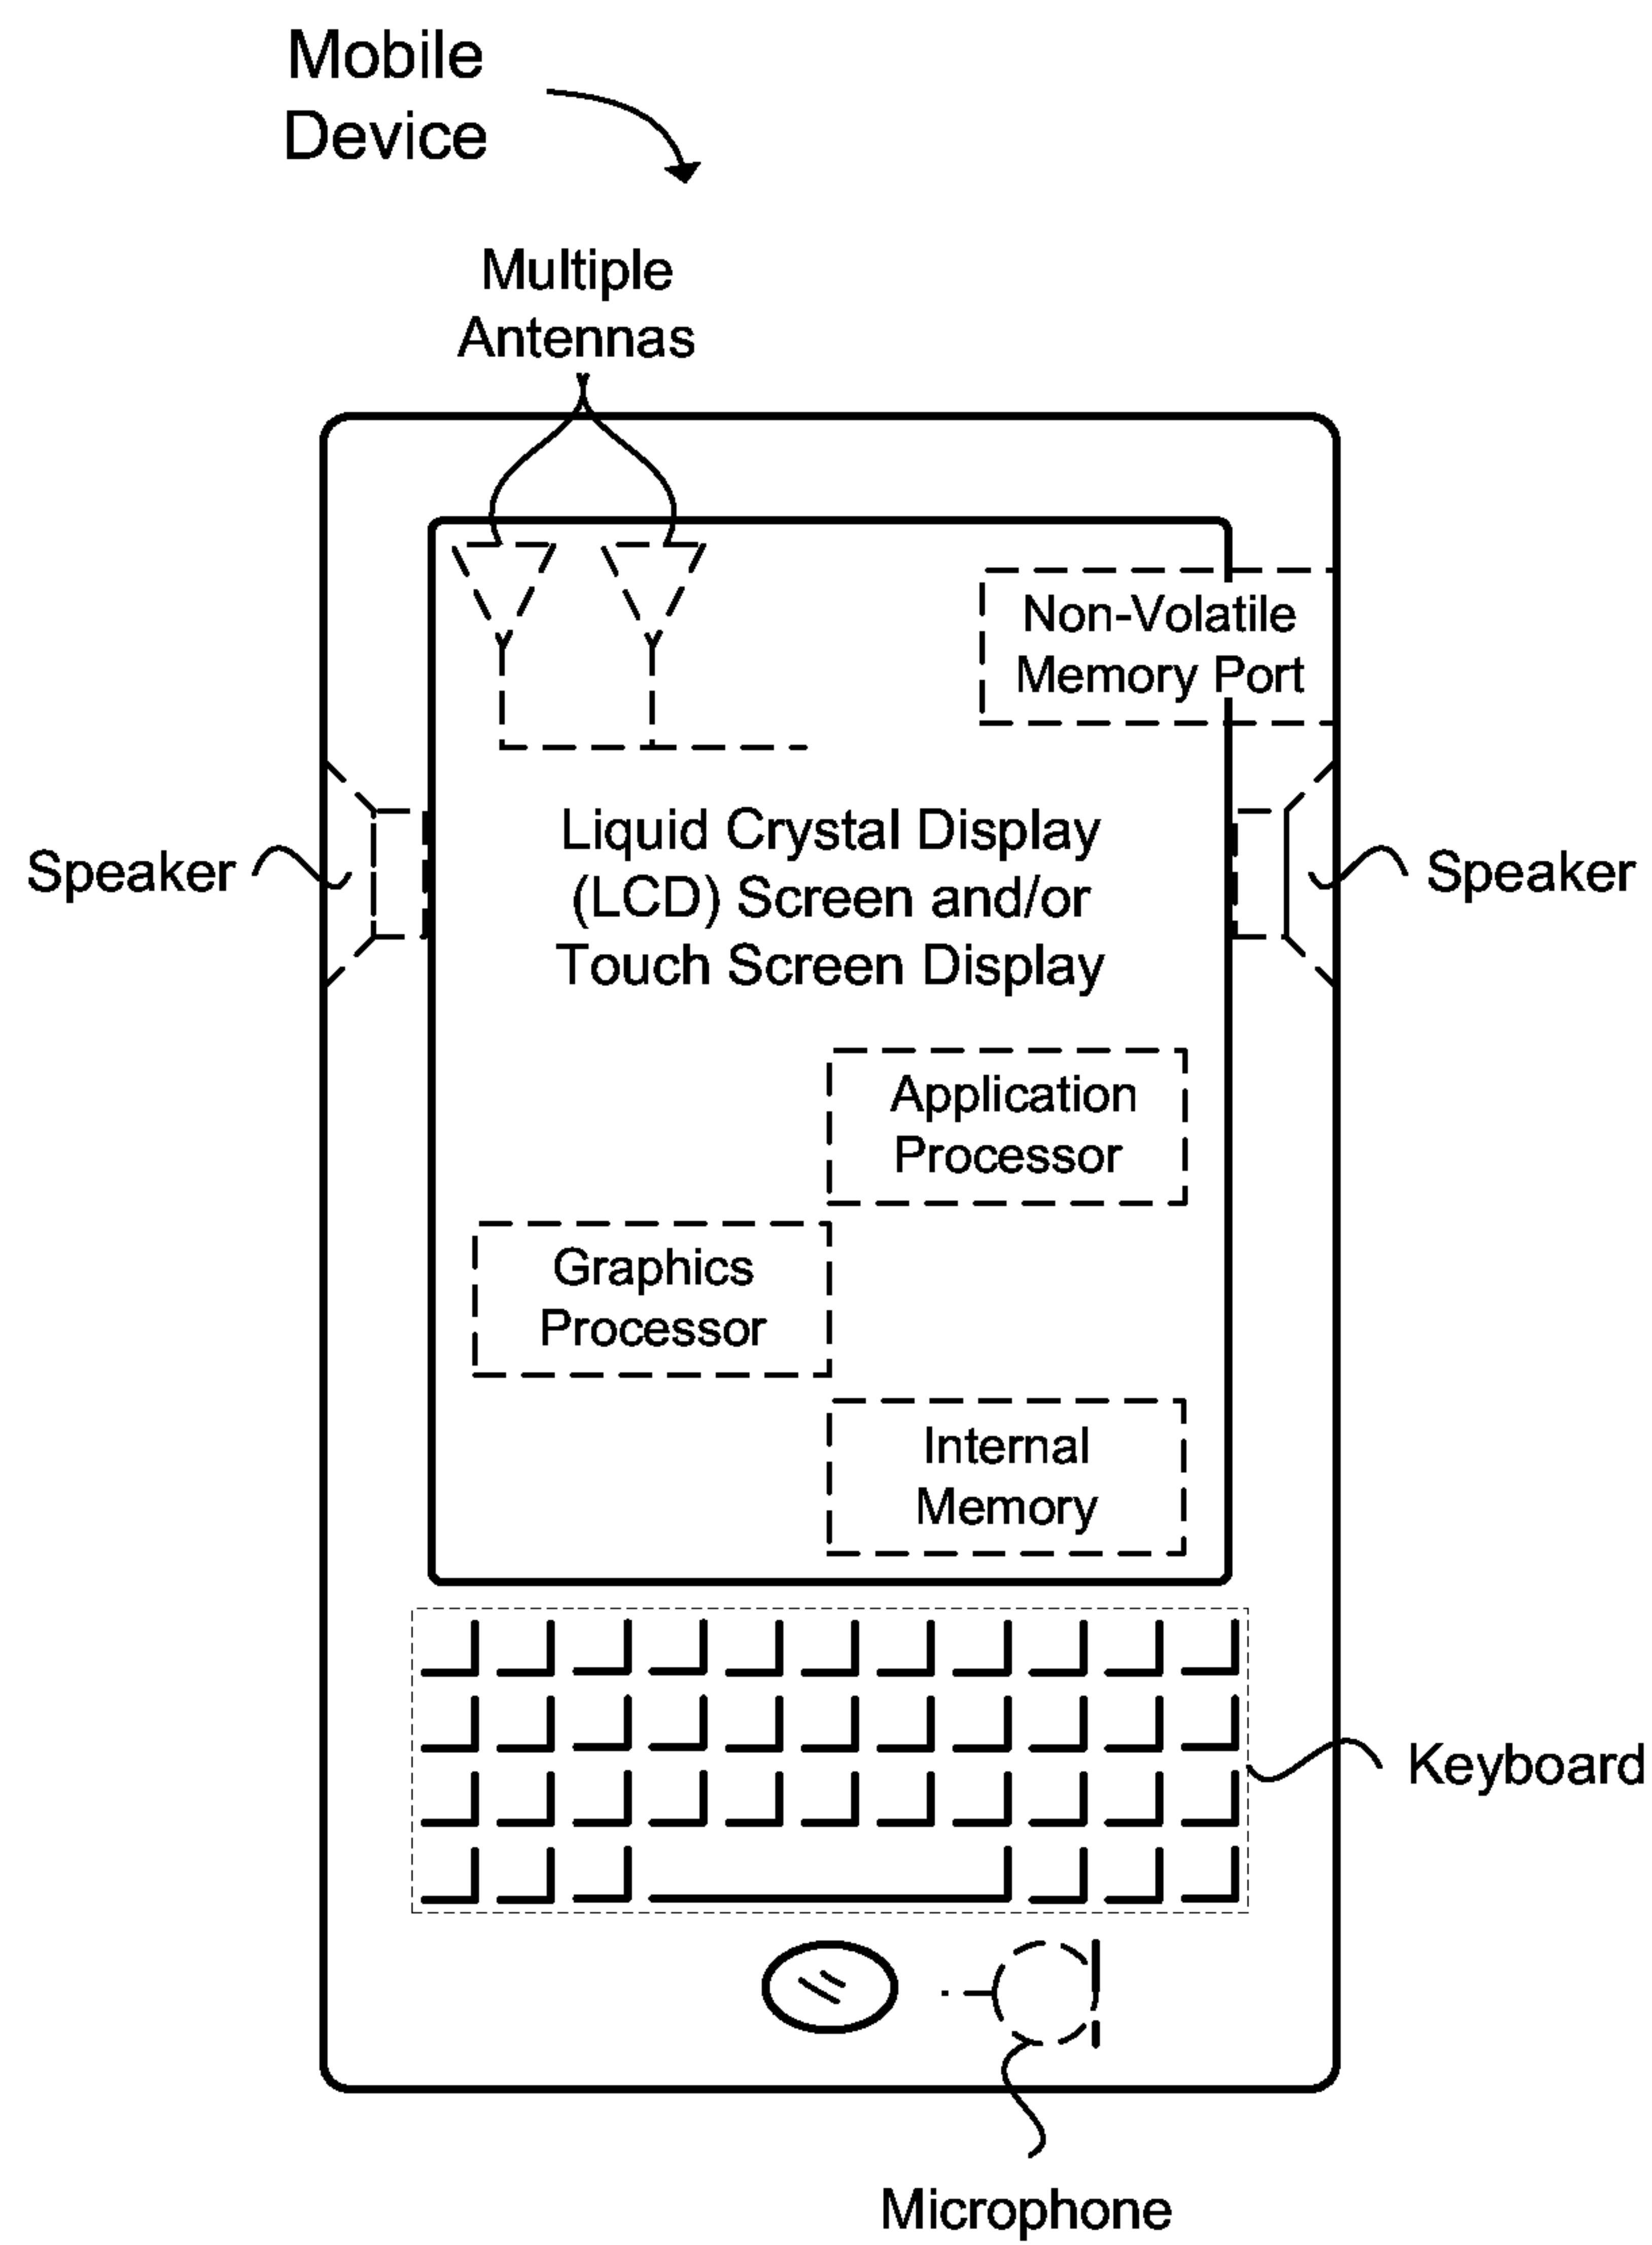 Mobile
Device
Multiple
Antennas
Non-Volatile
Memory Port
Speaker
Liquid Crystal Display
(LCD) Screen and/or
Touch Screen Display
Speaker
Application
Processor
Graphics
Processor
Internal
Memory
Keyboard
Microphone